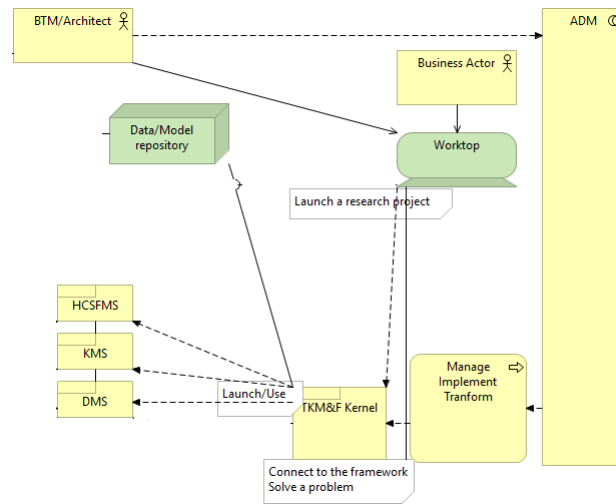 BTM/Architect
ADM
Business Actor
Data/Model
repository
Worktop
Launch a research project
HCSFMS
KMS
DMS
Launch/Use
TKM&F Kernel
Manage
Implement
Tranform
Connect to the framework
Solve a problem